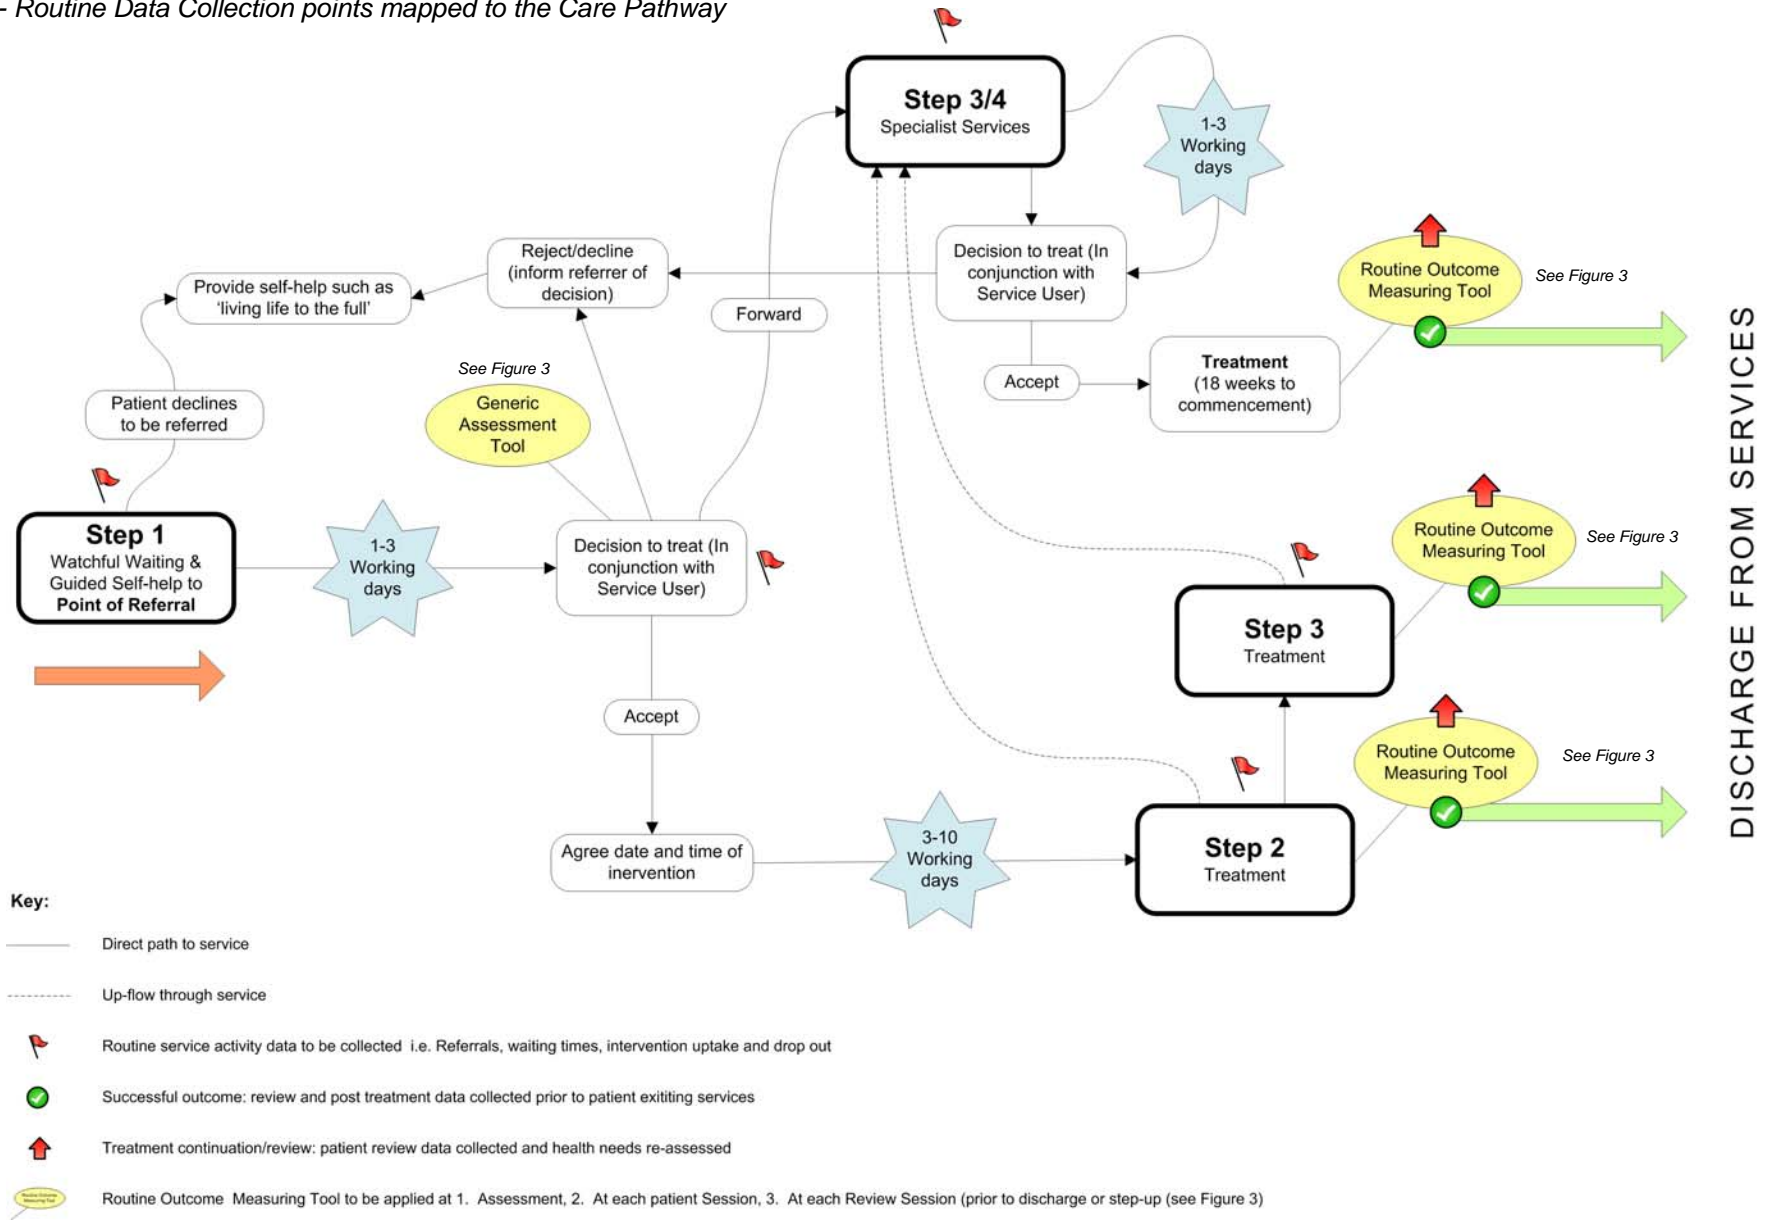 - Routine Data Collection points mapped to the Care Pathway
Step 3/4
Specialist Services
1-3
Working
days
Decision to treat (In
conjunction with
Service User)
Reject/decline
(inform referrer of
decision)
Provide self-help such as
‘living life to the full’
Forward
Routine Outcome
Measuring Tool
See Figure 3
Accept
Treatment
(18 weeks to
commencement)
See Figure 3
Generic
Assessment
Tool
Patient declines
to be referred
Step 1
Watchful Waiting &
Guided Self-help to
Point of Referral
1-3
Working
days
Decision to treat (In
conjunction with
Service User)
Routine Outcome
Measuring Tool
See Figure 3
Step 3
Treatment
Accept
Routine Outcome
Measuring Tool
See Figure 3
Agree date and time of
inervention
3-10
Working
days
Step 2
Treatment
DISCHARGE FROM SERVICES
Key:
Direct path to service
Up-flow through service
Routine service activity data to be collected i.e. Referrals, waiting times, intervention uptake and drop out
Successful outcome: review and post treatment data collected prior to patient exititing services
Treatment continuation/review: patient review data collected and health needs re-assessed
Routine Outcome
Measuring Tool
Routine Outcome Measuring Tool to be applied at 1. Assessment, 2. At each patient Session, 3. At each Review Session (prior to discharge or step-up (see Figure 3)